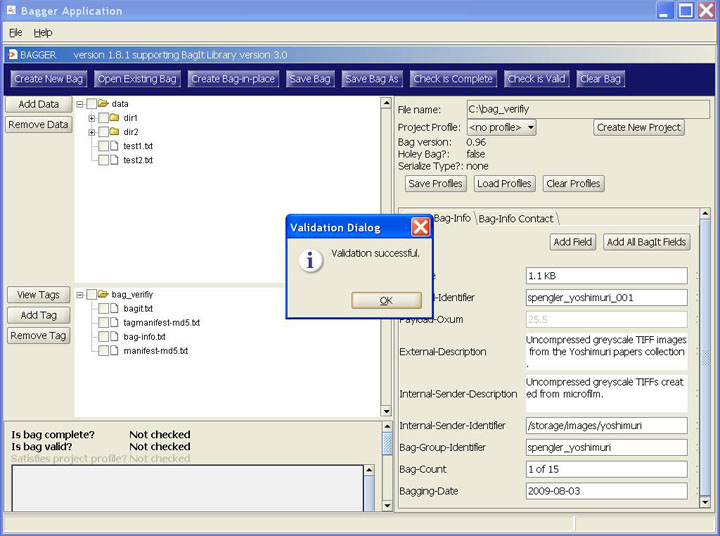 Bagger Application
File Help
BAGGER version 1.8.1 supporting BagIt Library version 3.0
Create New Bag Open Existing Bag Create Bag-in-place Save Bag Save Bag As Check is Complete Check is Valid Clear Bag
Add Data
Remove Data
data
dir1
dir2
test1.txt
test2.txt
View Tags
Add Tag
Remove Tag
bag_verifiy
bagit.txt
tagmanifest-md5.txt
bag-info.txt
manifest-md5.txt
Is bag complete? Not checked
Is bag valid? Not checked
Satisfies project profile? Not checked
File name: C:\bag_verifiy
Project Profile: <no profile> Create New Project
Bag version: 0.96
Holey Bag?: false
Serialize Type?: none
Save Profiles Load Profiles Clear Profiles
Bag-Info Bag-Info Contact
Add Field Add All BagIt Fields
1.1 KB
-Identifier spengler_yoshimuri_001
Payload-Oxum 25.5
External-Description Uncompressed greyscale TIFF images
from the Yoshimuri papers collection
.
Internal-Sender-Description Uncompressed greyscale TIFFs creat
ed from microfilm.
Internal-Sender-Identifier /storage/images/yoshimuri
Bag-Group-Identifier spengler_yoshimuri
Bag-Count 1 of 15
Bagging-Date 2009-08-03
Validation Dialog
Validation successful.
OK